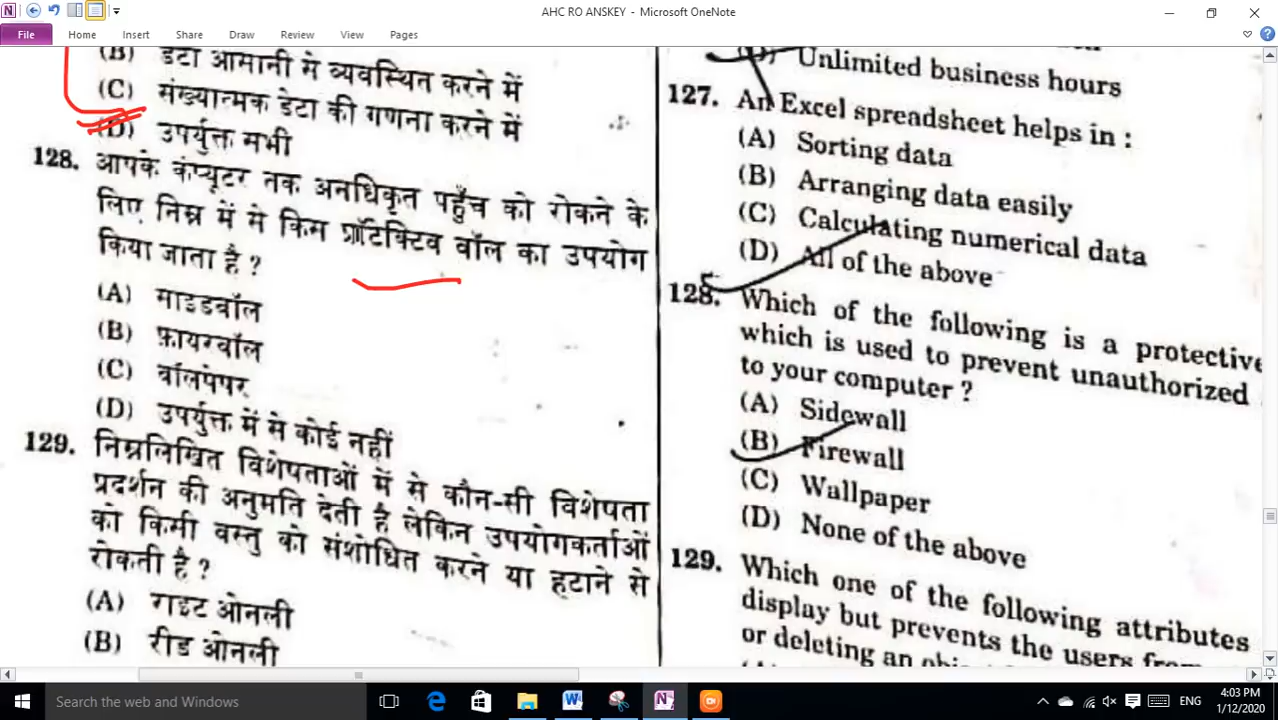 AHC RO ANSKEY - Microsoft OneNote
File Home Insert Share Draw Review View Pages
(B) डेटा आसानी से व्यवस्थित करने में
(C) संख्यात्मक डेटा की गणना करने में
(D) उपर्युक्त सभी
128. आपके कंप्यूटर तक अनधिकृत पहुँच को रोकने के
लिए निम्न में से किस प्रॉटिक्टिव वॉल का उपयोग
किया जाता है ?
(A) साइडवॉल
(B) फ़ायरवॉल
(C) वॉलपेपर
(D) उपर्युक्त में से कोई नहीं
129. निम्नलिखित विशेषताओं में से कौन-सी विशेषता
प्रदर्शन की अनुमति देती है लेकिन उपयोगकर्ताओं
को किसी वस्तु को संशोधित करने या हटाने से
रोकती है ?
(A) राइट ओनली
(B) रीड ओनली
Unlimited business hours
127. An Excel spreadsheet helps in :
(A) Sorting data
(B) Arranging data easily
(C) Calculating numerical data
(D) All of the above
128. Which of the following is a protective
which is used to prevent unauthorized
to your computer ?
(A) Sidewall
(B) Firewall
(C) Wallpaper
(D) None of the above
129. Which one of the following attributes
display but prevents the users from
or deleting an
Search the web and Windows
ENG
4:03 PM
1/12/2020